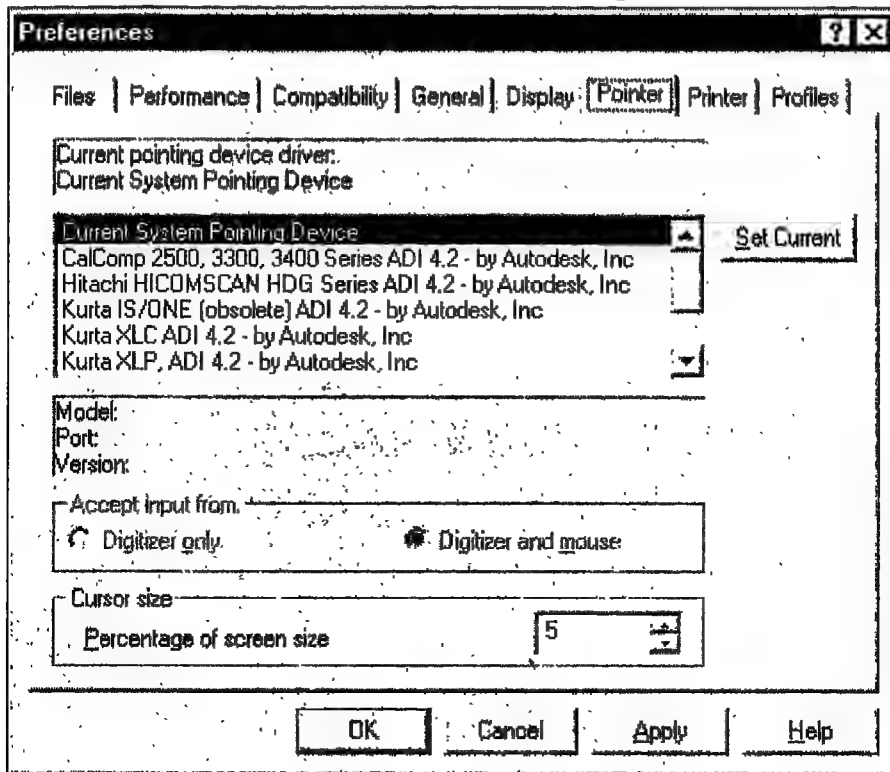 Preferences
Files Performance Compatibility General Display Pointer Printer Profiles
Current pointing device driver:
Current System Pointing Device
Current System Pointing Device
CalComp 2500, 3300, 3400 Series ADI 4.2 - by Autodesk, Inc
Hitachi HICOMSCAN HDG Series ADI 4.2 - by Autodesk, Inc
Kurta IS/ONE (obsolete) ADI 4.2 - by Autodesk, Inc
Kurta XLC ADI 4.2 - by Autodesk, Inc
Kurta XLP, ADI 4.2 - by Autodesk, Inc
Set Current
Model:
Port:
Version:
Accept input from
Digitizer only
Digitizer and mouse
Cursor size
Percentage of screen size
5
OK Cancel Apply Help